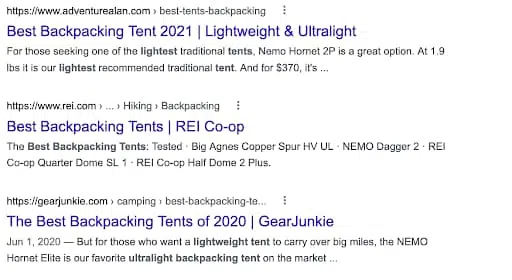 https://www.adventurealan.com › best-tents-backpacking
Best Backpacking Tent 2021 | Lightweight & Ultralight
For those seeking one of the lightest traditional tents, Nemo Hornet 2P is a great option. At 1.9
lbs it is our lightest recommended traditional tent. And for $370, it's ...
https://www.rei.com › ... › Hiking › Backpacking
Best Backpacking Tents | REI Co-op
The Best Backpacking Tents: Tested · Big Agnes Copper Spur HV UL · NEMO Dagger 2 · REI
Co-op Quarter Dome SL 1 · REI Co-op Half Dome 2 Plus.
https://gearjunkie.com › camping › best-backpacking-te...
The Best Backpacking Tents of 2020 | GearJunkie
Jun 1, 2020 — But for those who want a lightweight tent to carry over big miles, the NEMO
Hornet Elite is our favorite ultralight backpacking tent on the market ...